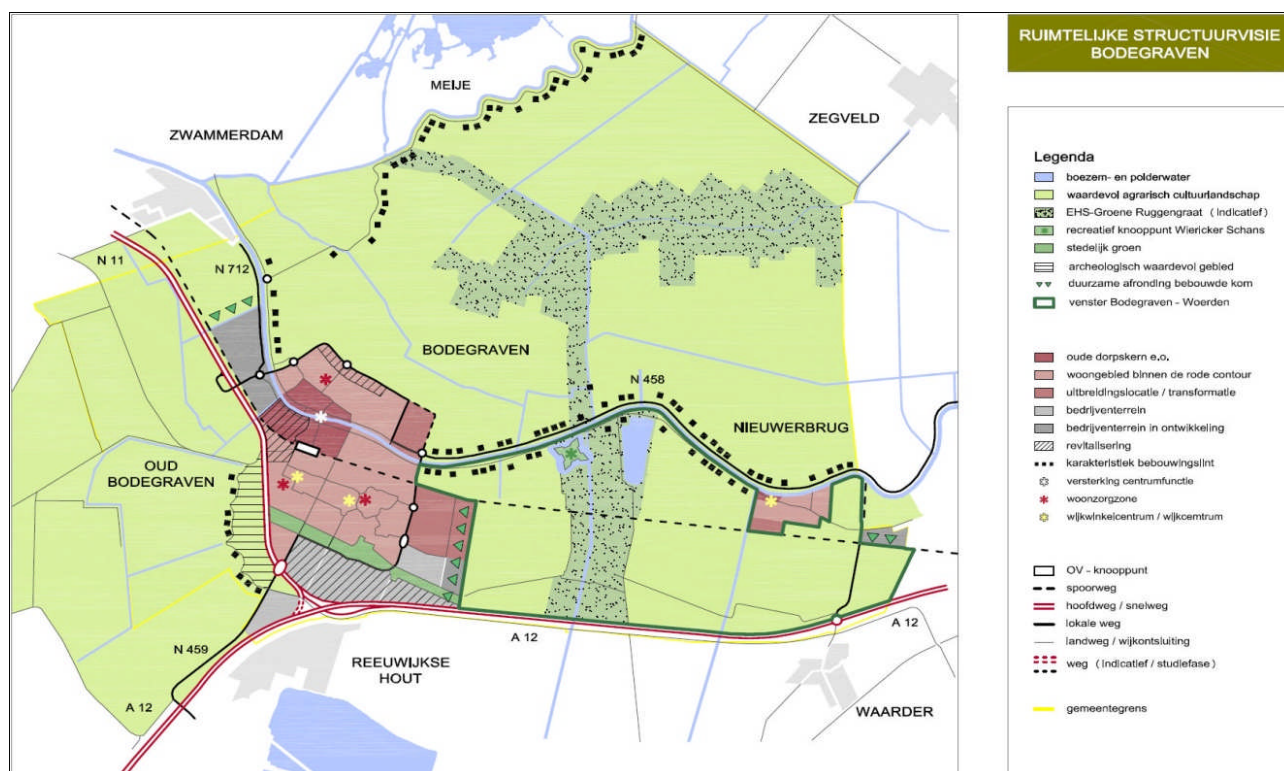 RUIMTELIJKE STRUCTUURVISIE
BODEGRAVEN
MEIJE
ZEGVELD
ZWAMMERDAM
N 11
N 712
BODEGRAVEN
N 458
NIEUWERBRUG
OUD
BODEGRAVEN
A 12
A 12
N 459
REEUWIJKSE
HOUT
A 12
WAARDER
Legenda
boezem- en polderwater
waardevol agrarisch cultuurlandschap
EHS-Groene Ruggengraat ( indicatief )
recreatief knooppunt Wiericker Schans
stedelijk groen
archeologisch waardevol gebied
duurzame afronding bebouwde kom
venster Bodegraven - Woerden
oude dorpskern e.o.
woongebied binnen de rode contour
uitbreidingslocatie / transformatie
bedrijventerrein
bedrijventerrein in ontwikkeling
revitalisering
karakteristiek bebouwingslint
versterking centrumfunctie
woonzorgzone
wijkwinkelcentrum / wijkcemtrum
OV - knooppunt
spoorweg
hoofdweg / snelweg
lokale weg
landweg / wijkontsluiting
weg ( indicatief / studiefase )
gemeentegrens